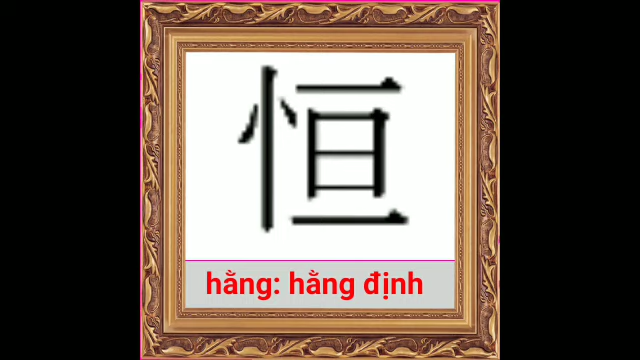 恒
hằng: hằng định